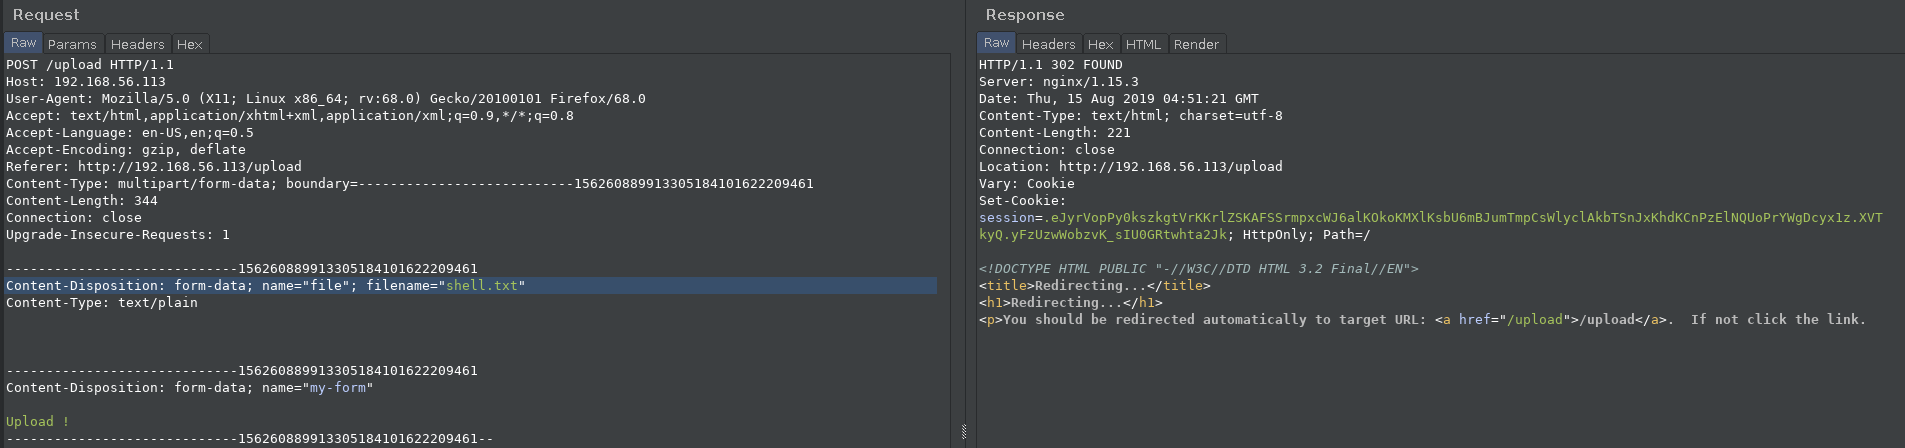 Request
Raw Params Headers Hex
POST /upload HTTP/1.1
Host: 192.168.56.113
User-Agent: Mozilla/5.0 (X11; Linux x86_64; rv:68.0) Gecko/20100101 Firefox/68.0
Accept: text/html,application/xhtml+xml,application/xml;q=0.9,*/*;q=0.8
Accept-Language: en-US,en;q=0.5
Accept-Encoding: gzip, deflate
Referer: http://192.168.56.113/upload
Content-Type: multipart/form-data; boundary=---------------------------156260889913305184101622209461
Content-Length: 344
Connection: close
Upgrade-Insecure-Requests: 1
-----------------------------156260889913305184101622209461
Content-Disposition: form-data; name="file"; filename="shell.txt"
Content-Type: text/plain
-----------------------------156260889913305184101622209461
Content-Disposition: form-data; name="my-form"
Upload !
-----------------------------156260889913305184101622209461--
Response
Raw Headers Hex HTML Render
HTTP/1.1 302 FOUND
Server: nginx/1.15.3
Date: Thu, 15 Aug 2019 04:51:21 GMT
Content-Type: text/html; charset=utf-8
Content-Length: 221
Connection: close
Location: http://192.168.56.113/upload
Vary: Cookie
Set-Cookie:
session=.eJyrVopPy0kszkgtVrKKrlZSKAFSSrmpxcWJ6alKOkoKMXlKsbU6mBJumTmpCsWlyclAkbTSnJxKhdKCnPzElNQUoPrYWgDcyx1z.XVT
kyQ.yFzUzwWobzvK_sIU0GRtwhta2Jk; HttpOnly; Path=/
<!DOCTYPE HTML PUBLIC "-//W3C//DTD HTML 3.2 Final//EN">
<title>Redirecting...</title>
<h1>Redirecting...</h1>
<p>You should be redirected automatically to target URL: <a href="/upload">/upload</a>.  If not click the link.